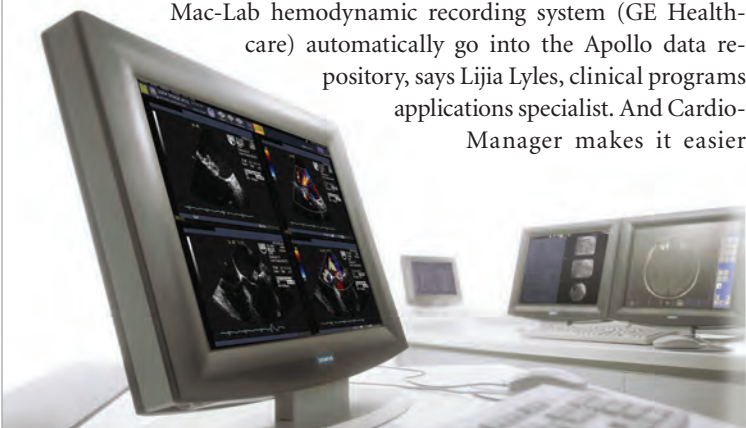 Mac-Lab hemodynamic recording system (GE Health-
care) automatically go into the Apollo data re-
pository, says Lijia Lyles, clinical programs
applications specialist. And Cardio-
Manager makes it easier
SIEMENS